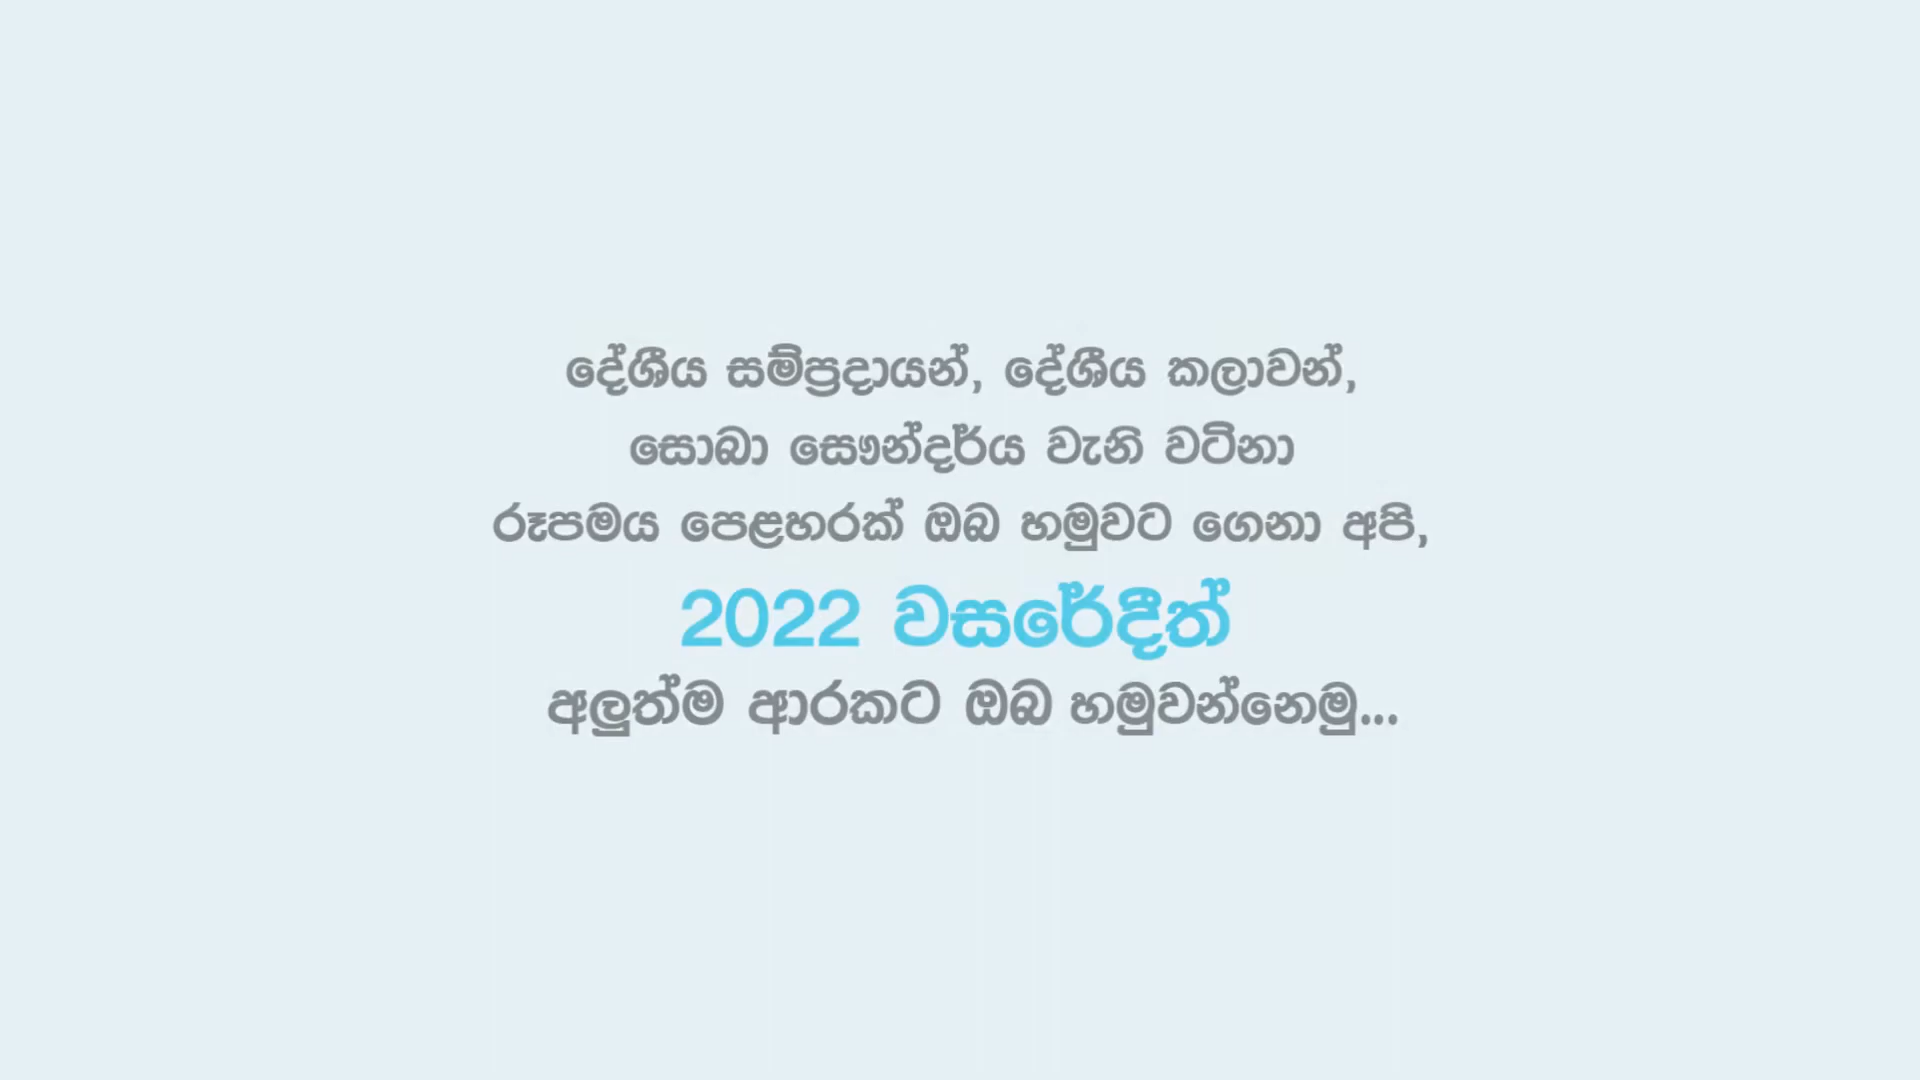 දේශීය සම්ප්‍රදායන්, දේශීය කලාවන්,
සොබා සෞන්දර්ය වැනි වටිනා
රූපමය පෙළහරක් ඔබ හමුවට ගෙනා අපි,
2022 වසරේදීත්
අලුත්ම ආරකට ඔබ හමුවන්නෙමු...